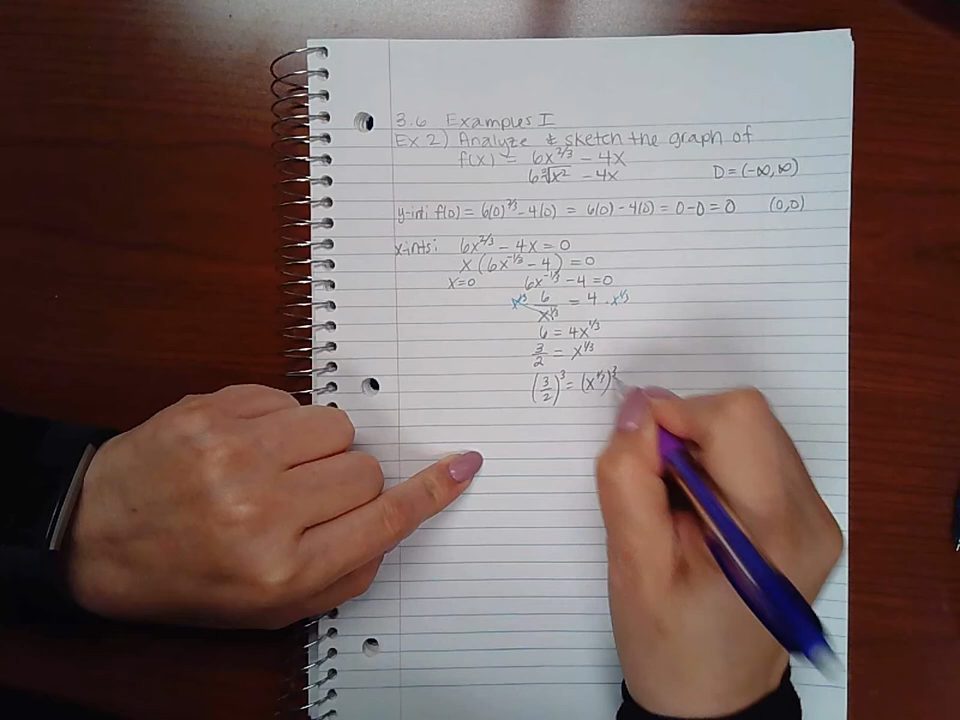 3.6 Examples I
Ex 2) Analyze & sketch the graph of
f(x) = 6x^(2/3) - 4x
6∛x² - 4x D = (-∞, ∞)
y-int: f(0) = 6(0)^(2/3) - 4(0) = 6(0) - 4(0) = 0 - 0 = 0 (0,0)
x-ints: 6x^(2/3) - 4x = 0
x(6x^(-1/3) - 4) = 0
x=0 6x^(-1/3) - 4 = 0
x^(1/3) · 6/x^(1/3) = 4 · x^(1/3)
6 = 4x^(1/3)
3/2 = x^(1/3)
(3/2)^3 = (x^(1/3))^3